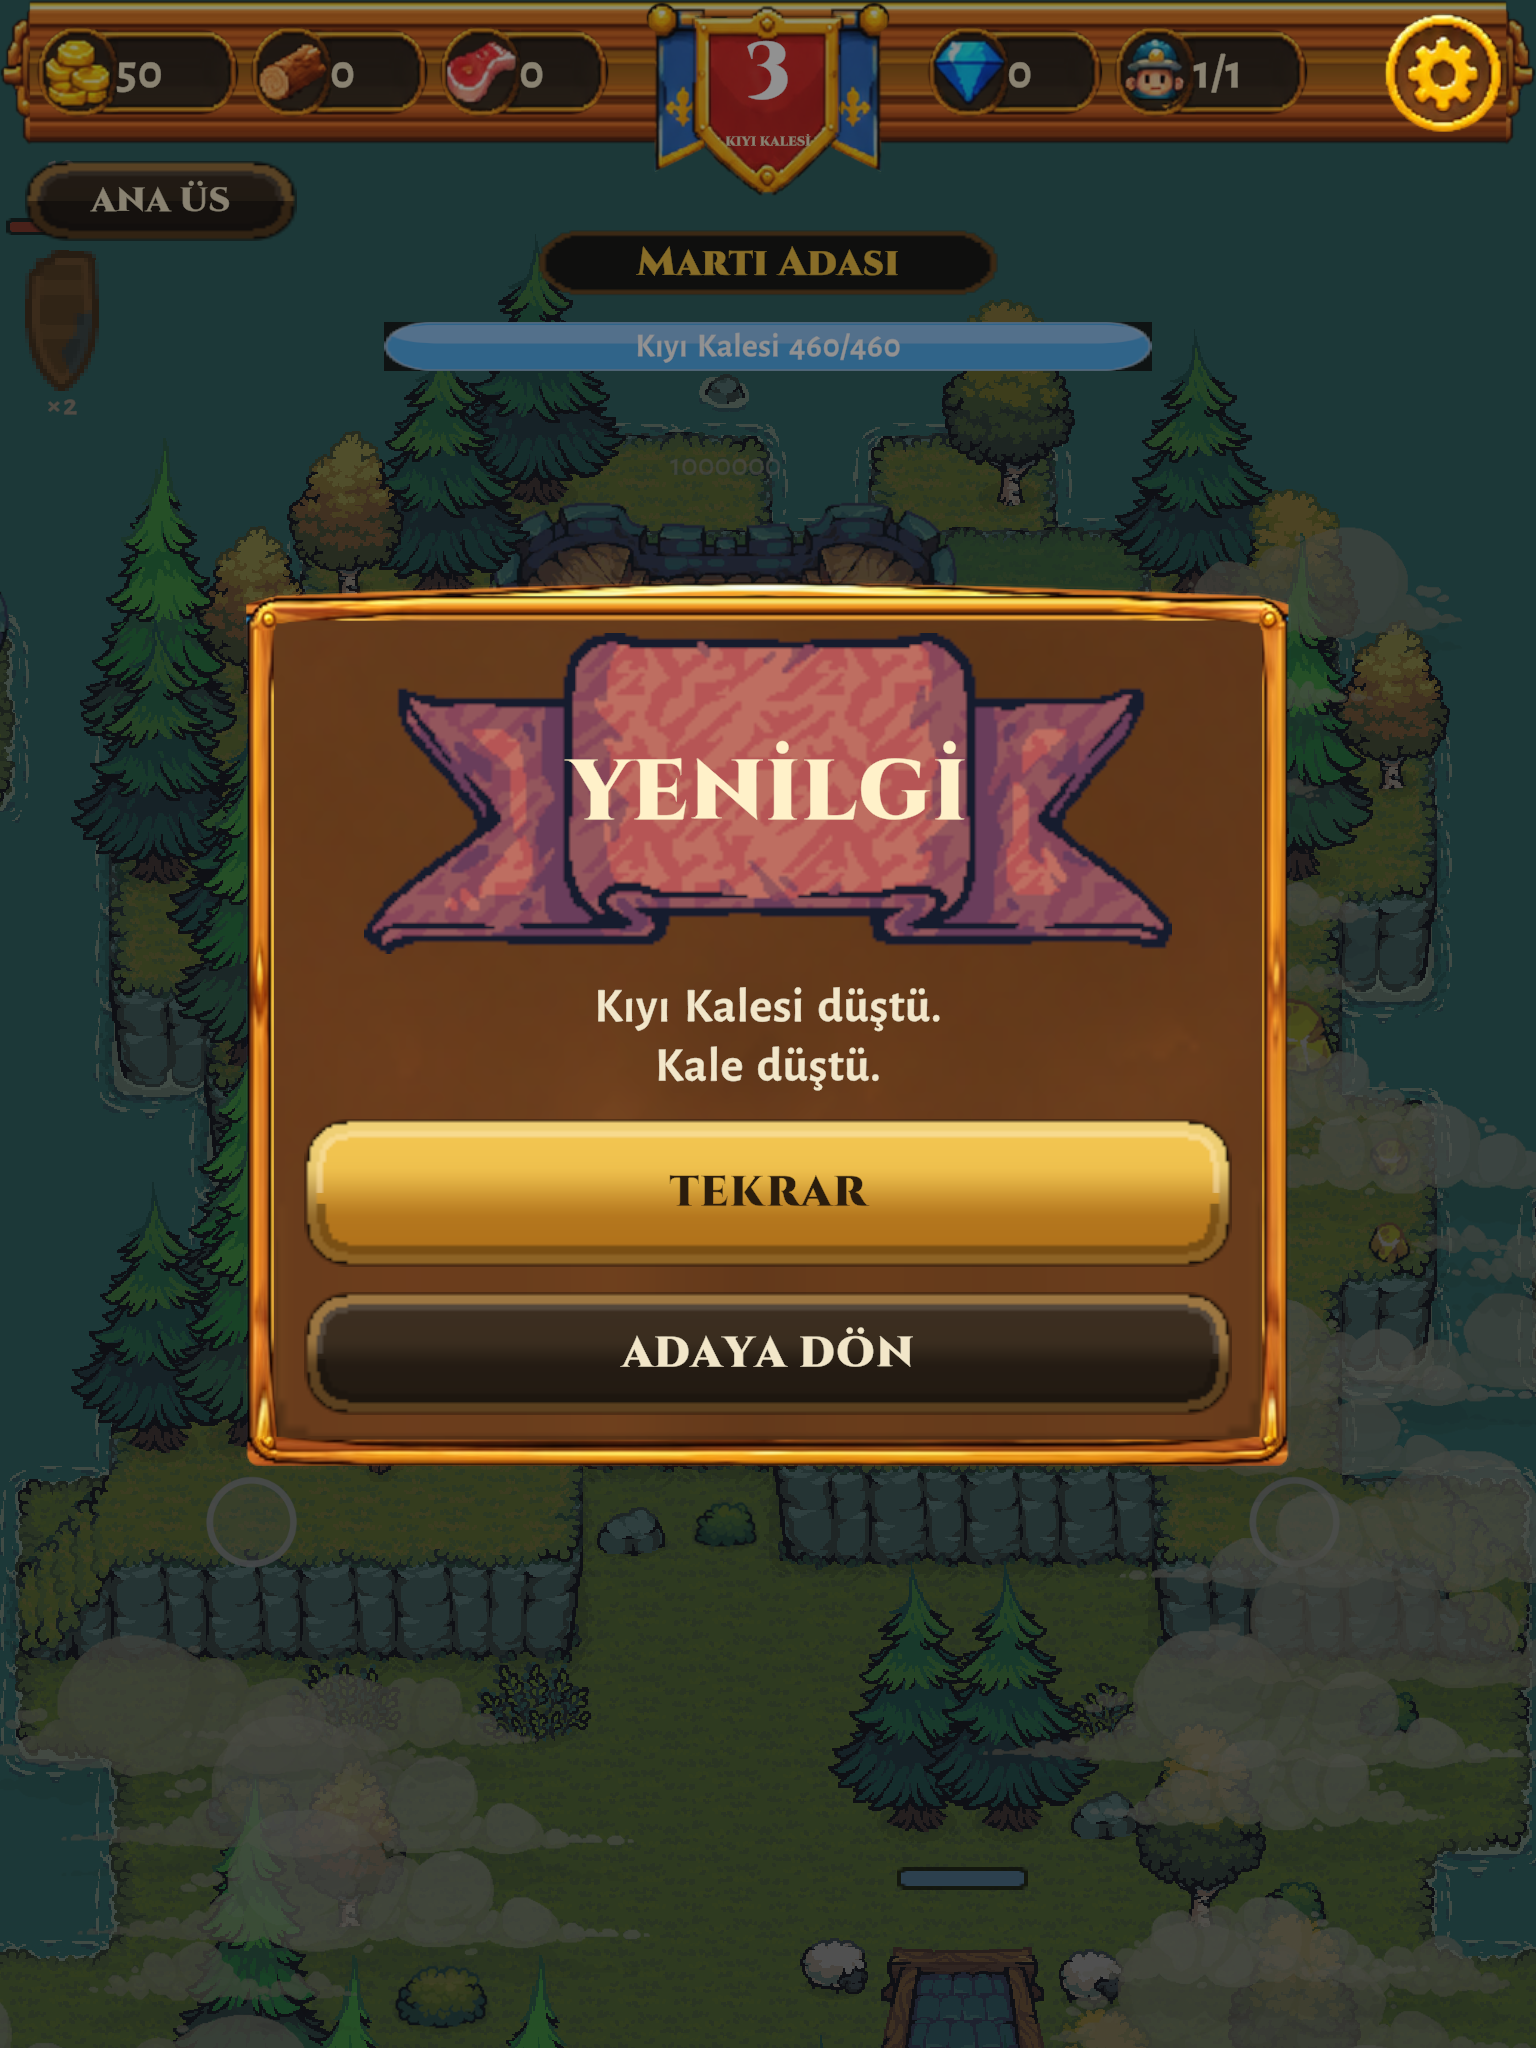 50
0
0
3
KIYI KALESİ
0
1/1
ANA ÜS
MARTI ADASI
Kıyı Kalesi 460/460
×2
1000000
YENİLGİ
Kıyı Kalesi düştü.
Kale düştü.
TEKRAR
ADAYA DÖN